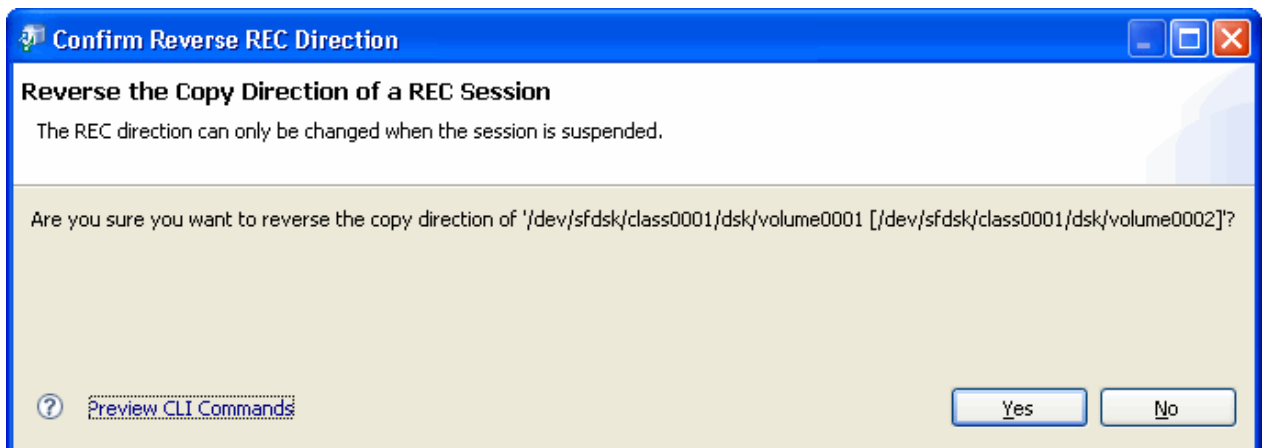 Confirm Reverse REC Direction
Reverse the Copy Direction of a REC Session
The REC direction can only be changed when the session is suspended.
Are you sure you want to reverse the copy direction of '/dev/sfdsk/class0001/dsk/volume0001 [/dev/sfdsk/class0001/dsk/volume0002]'?
? Preview CLI Commands Yes No